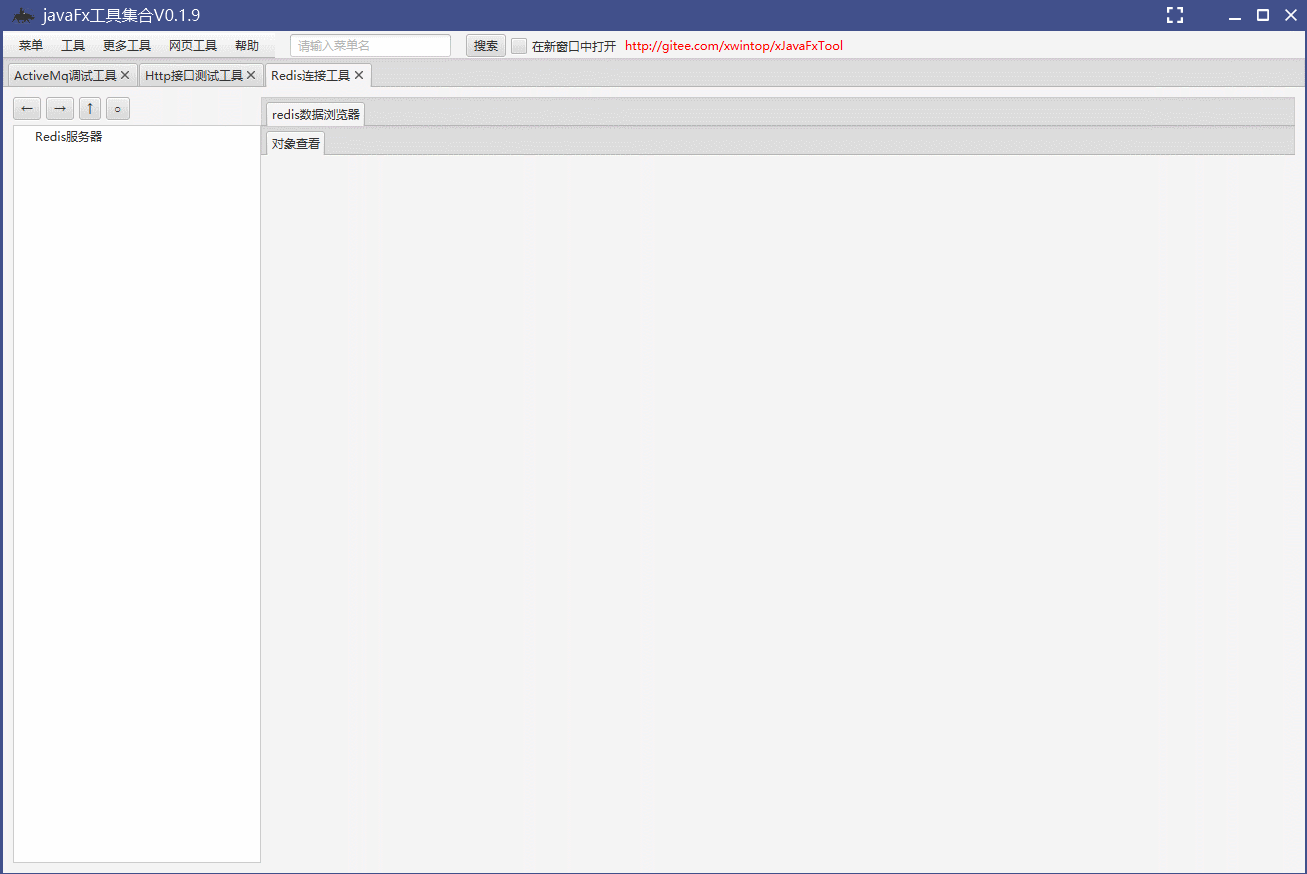 javaFx工具集合V0.1.9
菜单 工具 更多工具 网页工具 帮助 请输入菜单名 搜索 在新窗口中打开 http://gitee.com/xwintop/xJavaFxTool
ActiveMq调试工具 Http接口测试工具 Redis连接工具
← → ↑ ○ redis数据浏览器
Redis服务器 对象查看